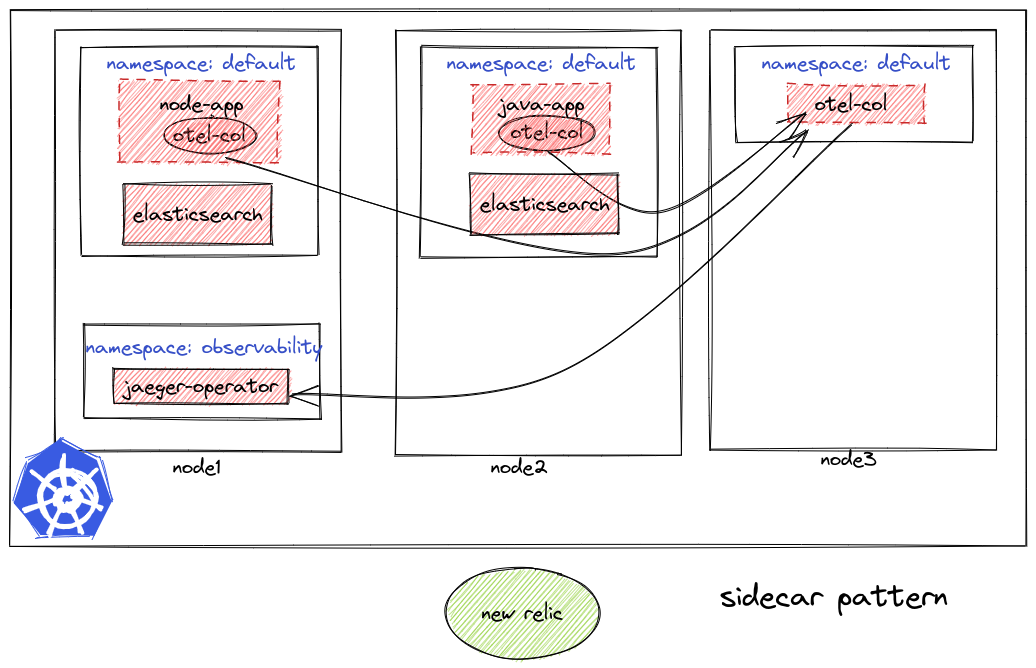 namespace: default
node-app
otel-col
elasticsearch
namespace: observability
jaeger-operator
node1
namespace: default
java-app
otel-col
elasticsearch
node2
namespace: default
otel-col
node3
new relic
sidecar pattern